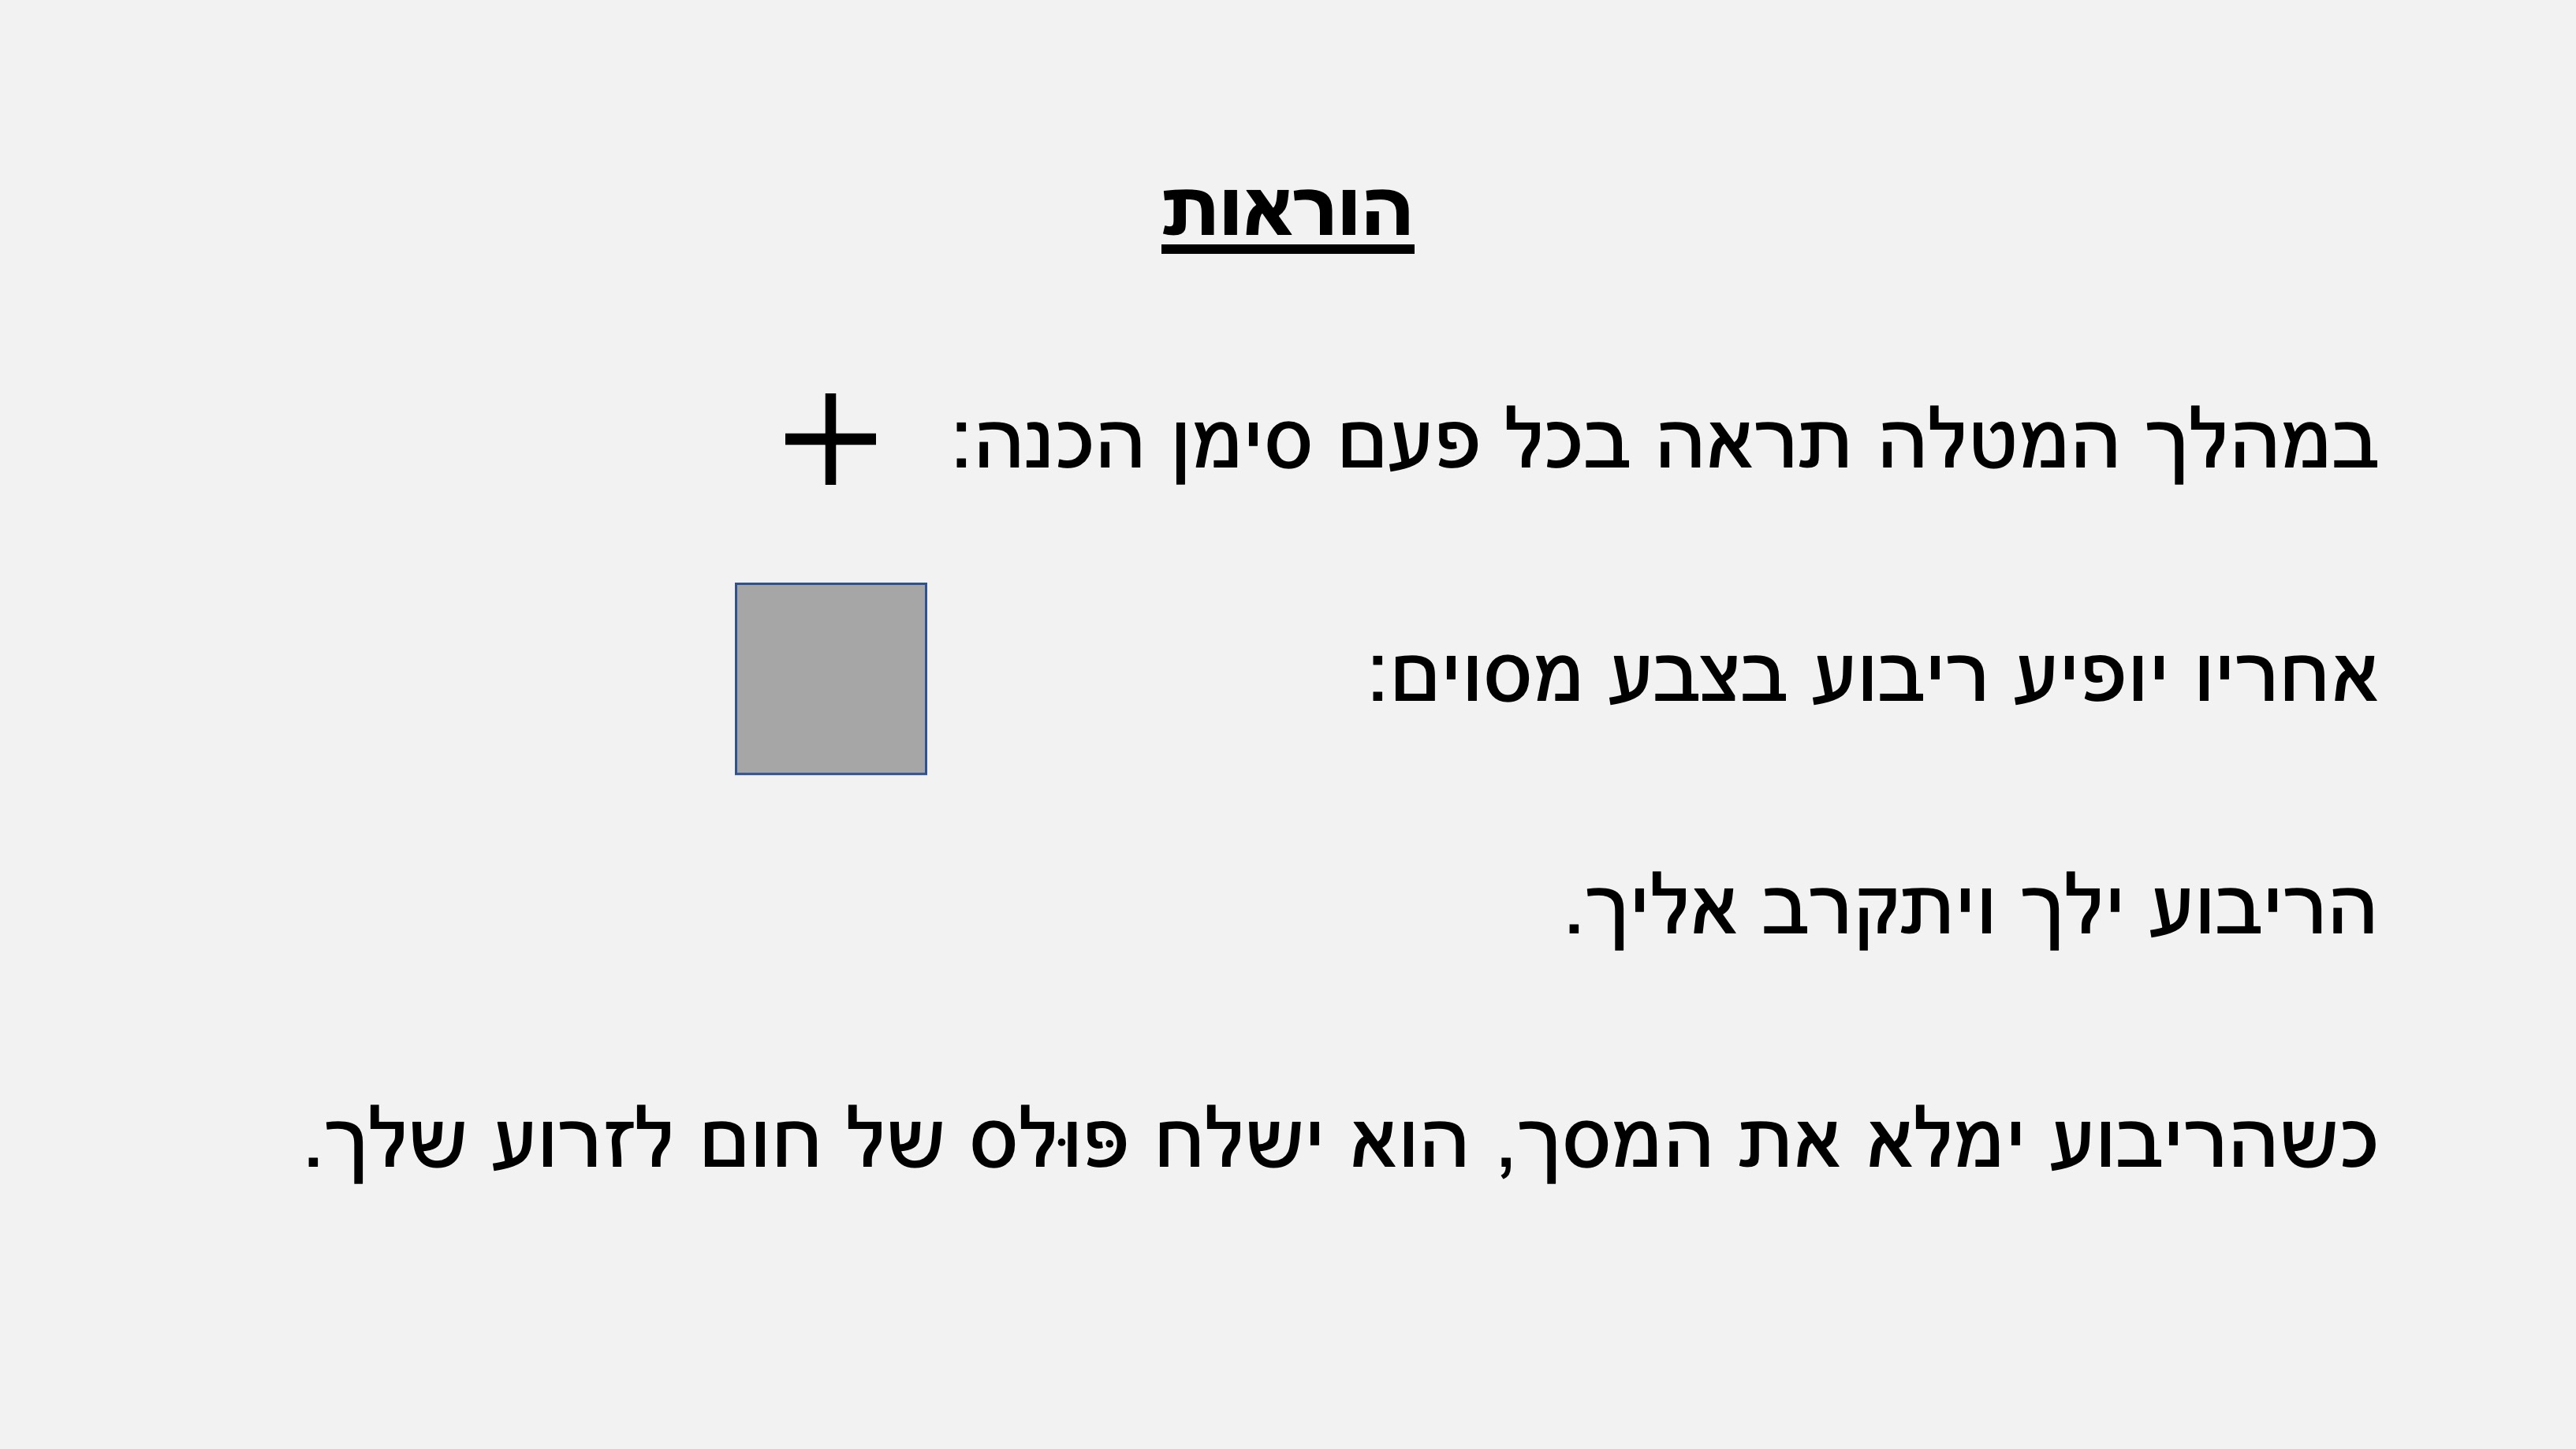 הוראות
במהלך המטלה תראה בכל פעם סימן הכנה: +
אחריו יופיע ריבוע בצבע מסוים:
הריבוע ילך ויתקרב אליך.
כשהריבוע ימלא את המסך, הוא ישלח פּוּלס של חום לזרוע שלך.